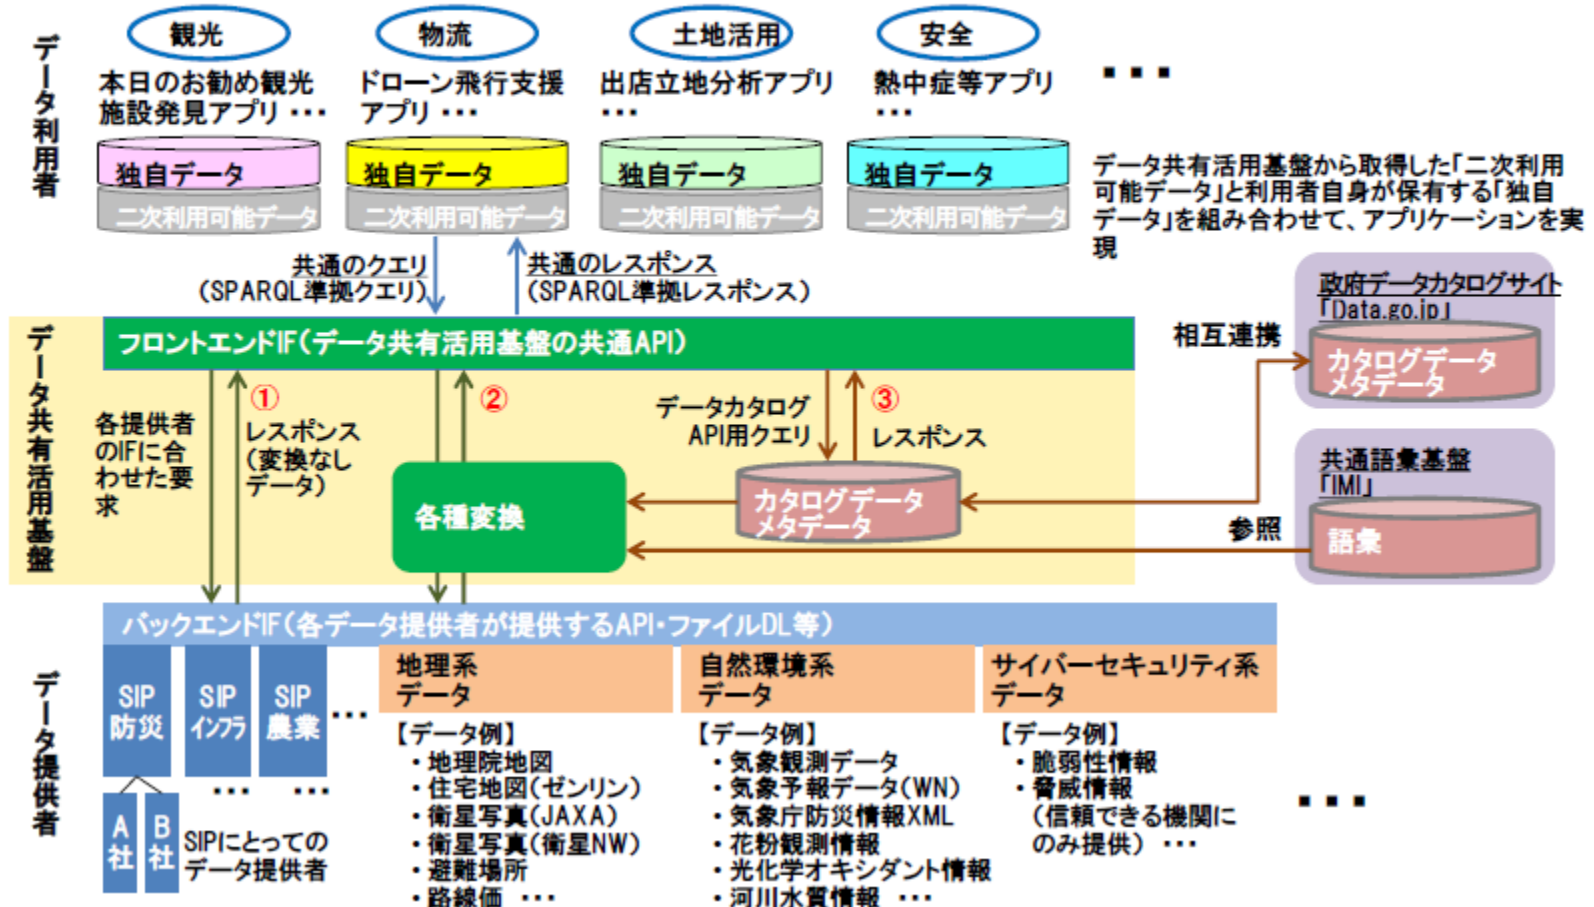 データ利用者
観光
物流
土地活用
安全
本日のお勧め観光
施設発見アプリ ・・・
ドローン飛行支援
アプリ ・・・
出店立地分析アプリ
・・・
熱中症等アプリ
・・・
・・・
独自データ
二次利用可能データ
独自データ
二次利用可能データ
独自データ
二次利用可能データ
独自データ
二次利用可能データ
データ共有活用基盤から取得した「二次利用
可能データ」と利用者自身が保有する「独自
データ」を組み合わせて、アプリケーションを実
現
共通のクエリ
(SPARQL準拠クエリ)
共通のレスポンス
(SPARQL準拠レスポンス)
データ共有活用基盤
フロントエンドIF(データ共有活用基盤の共通API)
各提供者
のIFに合
わせた要
求
①
レスポンス
(変換なし
データ)
②
データカタログ
API用クエリ
③
レスポンス
各種変換
カタログデータ
メタデータ
相互連携
政府データカタログサイト
「Data.go.jp」
カタログデータ
メタデータ
共通語彙基盤
「IMI」
参照
語彙
データ提供者
バックエンドIF(各データ提供者が提供するAPI・ファイルDL等)
SIP
防災
SIP
インフラ
SIP
農業
・・・
A
社
B
社
・・・
・・・
SIPにとっての
データ提供者
地理系
データ
【データ例】
・地理院地図
・住宅地図(ゼンリン)
・衛星写真(JAXA)
・衛星写真(衛星NW)
・避難場所
・路線価 ・・・
自然環境系
データ
【データ例】
・気象観測データ
・気象予報データ(WN)
・気象庁防災情報XML
・花粉観測情報
・光化学オキシダント情報
・河川水質情報 ・・・
サイバーセキュリティ系
データ
【データ例】
・脆弱性情報
・脅威情報
(信頼できる機関に
のみ提供) ・・・
・・・